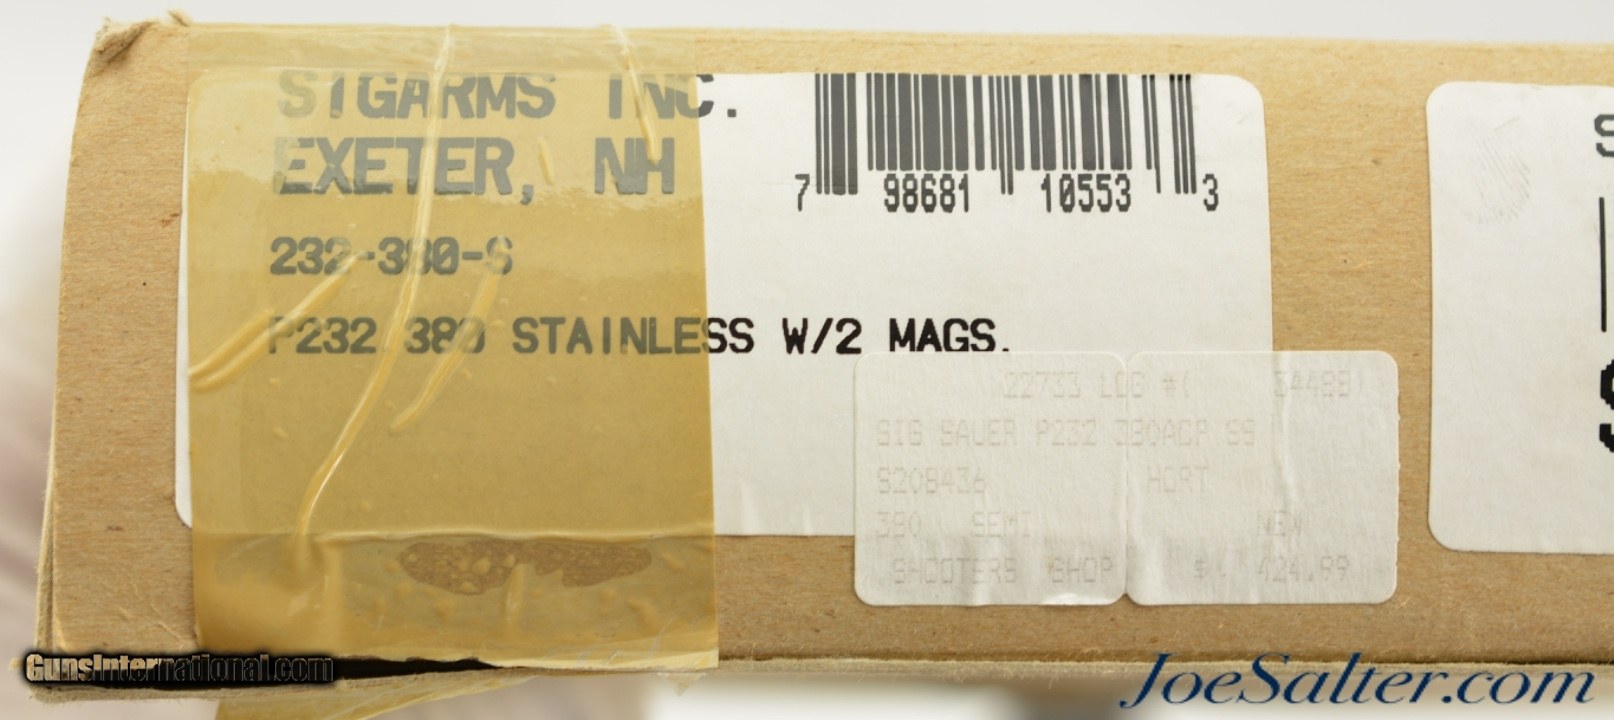 SIGARMS INC.
EXETER, NH
7 98681 10553 3
232-380-S
P232 380 STAINLESS W/2 MAGS.
22733 LOG #( 34488)
SIG SAUER P232 380ACP SS
S208436
380 SEMI NEW
SHOOTERS SHOP $( 424.99
S
S
GunsInternational.com
JoeSalter.com